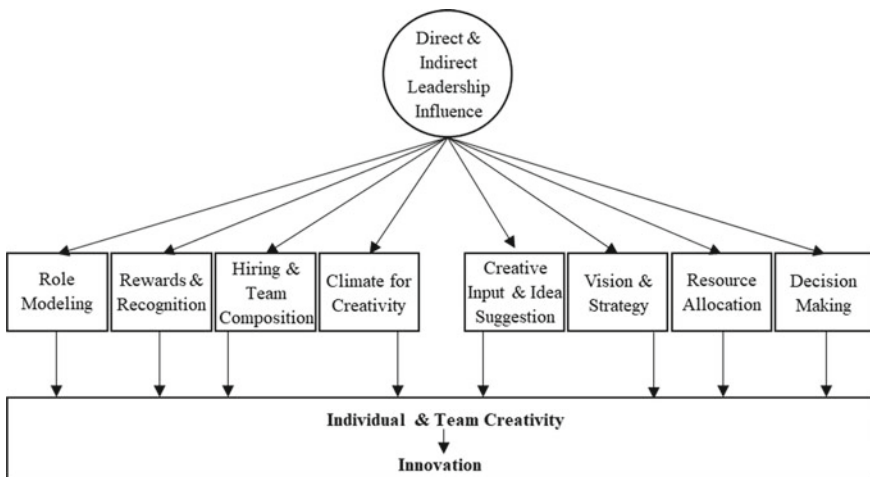 Direct &
Indirect
Leadership
Influence
Role
Modeling
Rewards &
Recognition
Hiring &
Team
Composition
Climate for
Creativity
Creative
Input & Idea
Suggestion
Vision &
Strategy
Resource
Allocation
Decision
Making
Individual & Team Creativity
Innovation